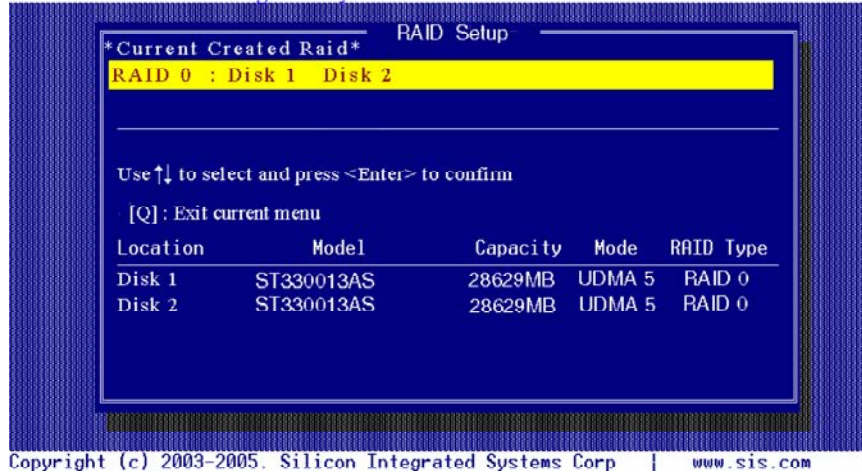 RAID Setup
*Current Created Raid*
RAID 0 : Disk 1 Disk 2
Use↑↓ to select and press <Enter> to confirm
[Q] : Exit current menu
Location Model Capacity Mode RAID Type
Disk 1 ST330013AS 28629MB UDMA 5 RAID 0
Disk 2 ST330013AS 28629MB UDMA 5 RAID 0
Copyright (c) 2003-2005. Silicon Integrated Systems Corp | www.sis.com